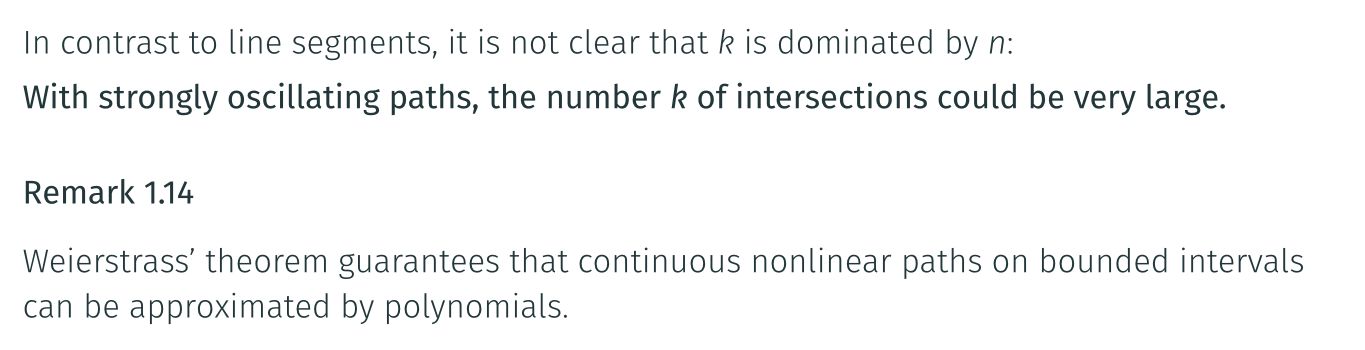 In contrast to line segments, it is not clear that k is dominated by n:
With strongly oscillating paths, the number k of intersections could be very large.
Remark 1.14
Weierstrass’ theorem guarantees that continuous nonlinear paths on bounded intervals
can be approximated by polynomials.